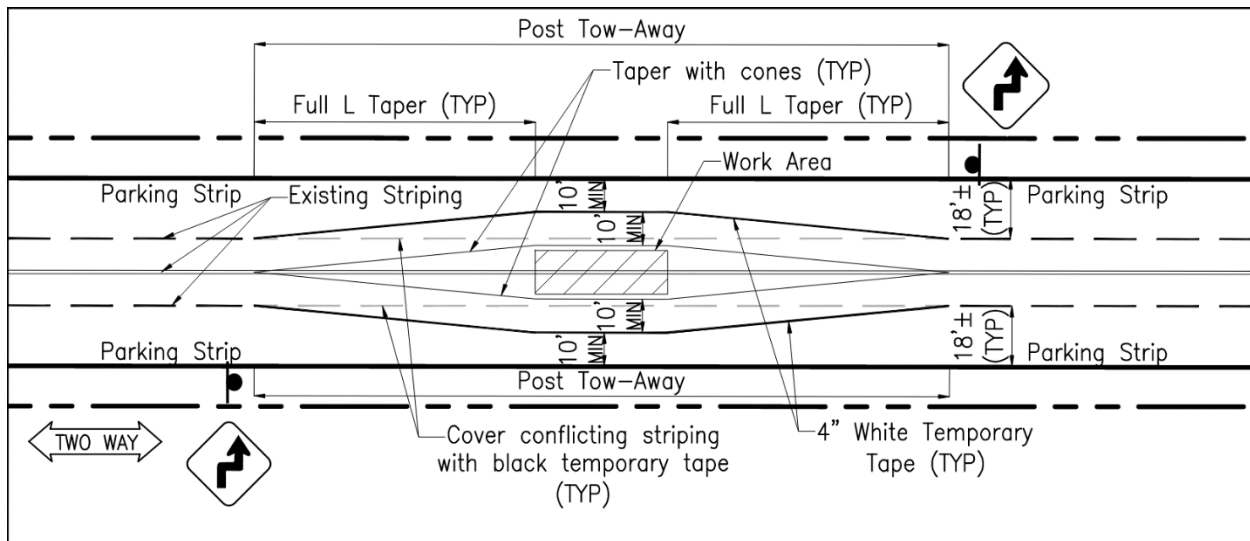 Post Tow-Away
Taper with cones (TYP)
Full L Taper (TYP)
Full L Taper (TYP)
Work Area
Parking Strip
Existing Striping
10'
MIN
10'
MIN
18'±
(TYP)
Parking Strip
10'
MIN
10'
MIN
18'±
(TYP)
Parking Strip
Parking Strip
Post Tow-Away
TWO WAY
Cover conflicting striping
with black temporary tape
(TYP)
4" White Temporary
Tape (TYP)